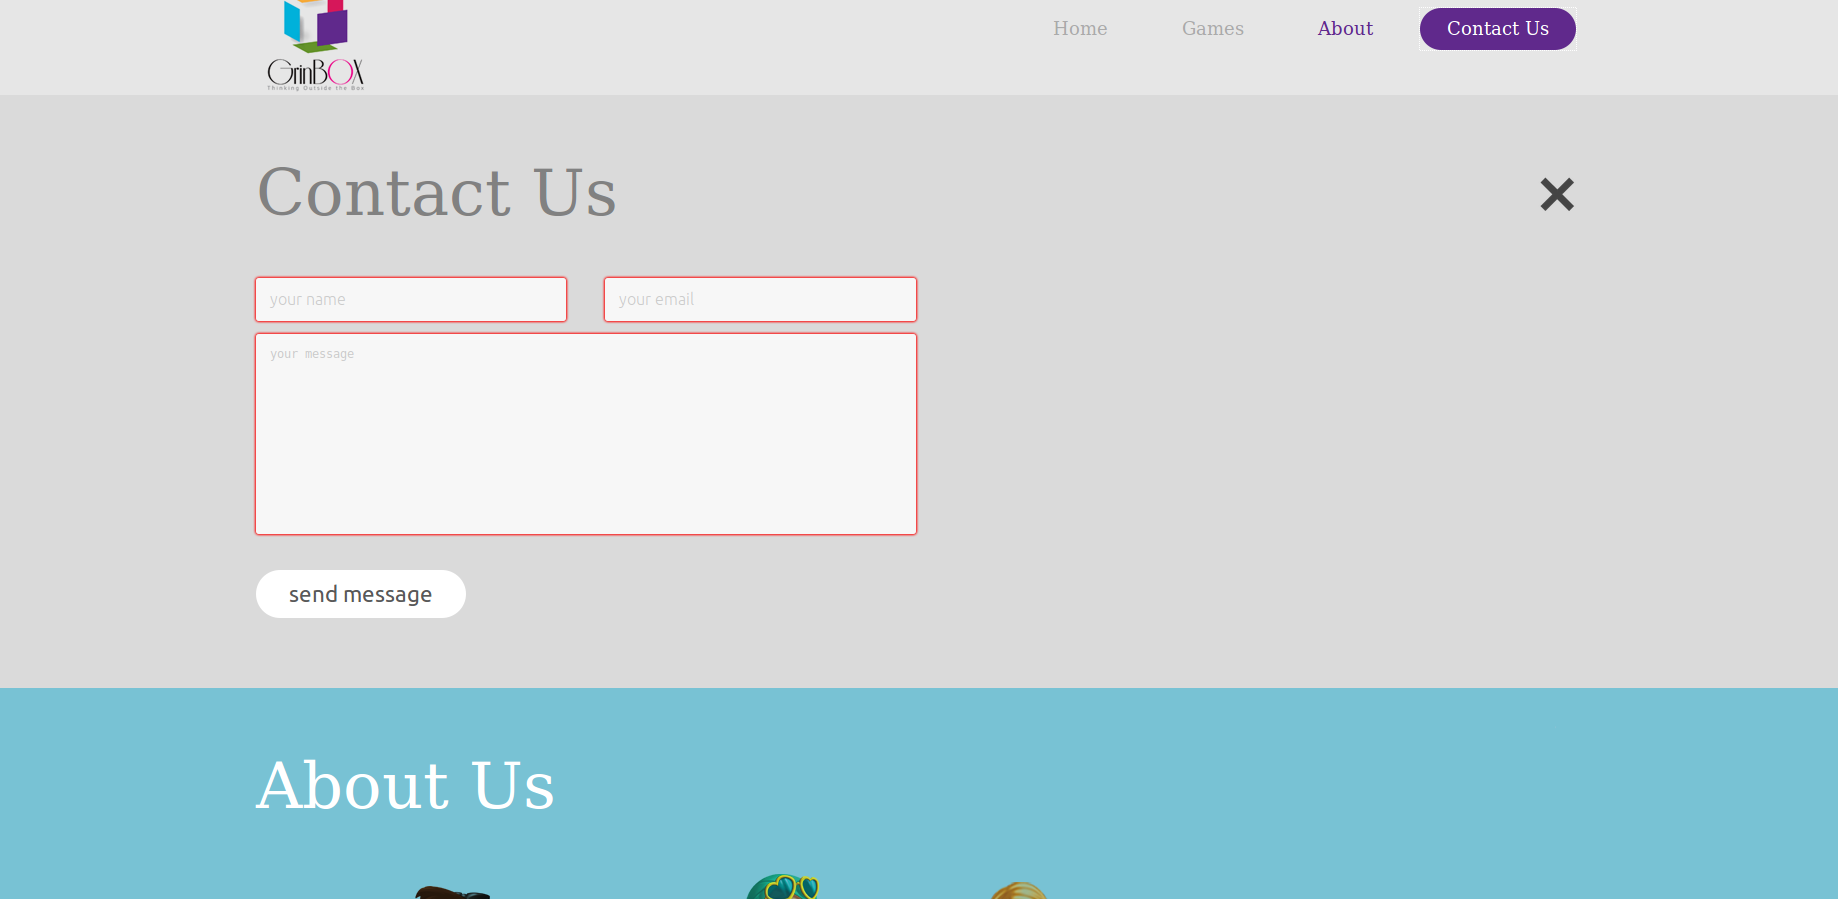 GrinBOX
Thinking Outside the Box
Home
Games
About
Contact Us
Contact Us
your name
your email
your message
send message
About Us